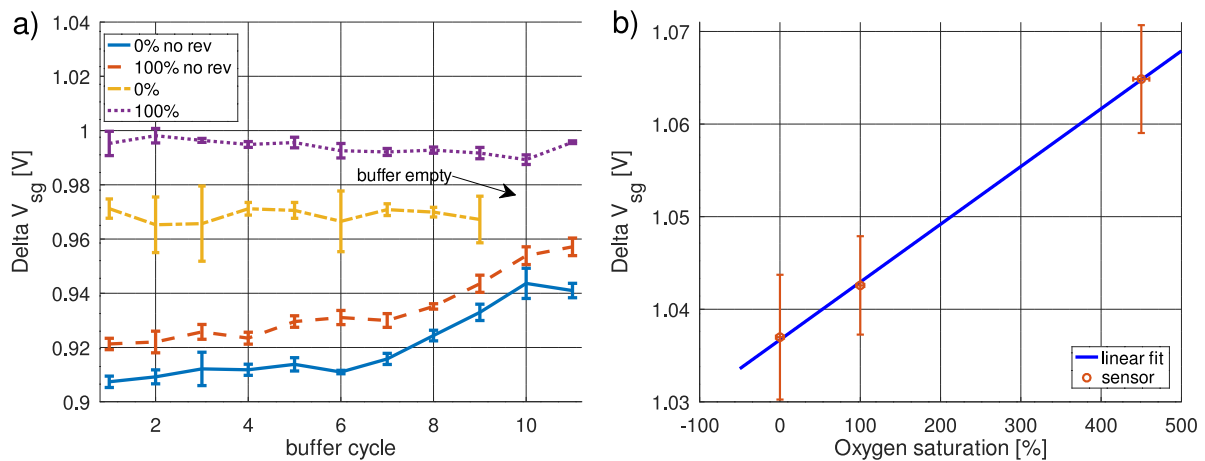 a)
1.04
1.02
1
0.98
0.96
0.94
0.92
0.9
Delta V_sg [V]
0% no rev
100% no rev
0%
100%
buffer empty
2
4
6
8
10
buffer cycle
b)
1.07
1.06
1.05
1.04
1.03
Delta V_sg [V]
linear fit
sensor
-100
0
100
200
300
400
500
Oxygen saturation [%]